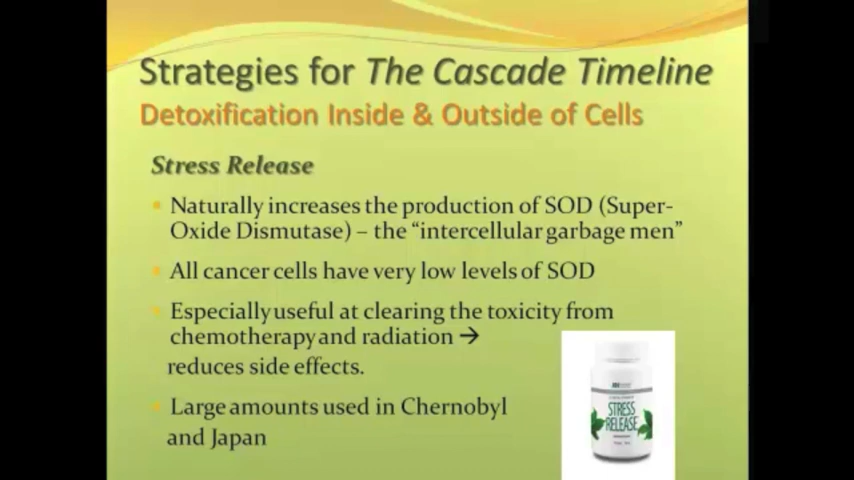 Strategies for The Cascade Timeline
Detoxification Inside & Outside of Cells
Stress Release
• Naturally increases the production of SOD (Super-
Oxide Dismutase) – the “intercellular garbage men”
• All cancer cells have very low levels of SOD
• Especially useful at clearing the toxicity from
chemotherapy and radiation →
reduces side effects.
• Large amounts used in Chernobyl
and Japan
STRESS
RELEASE